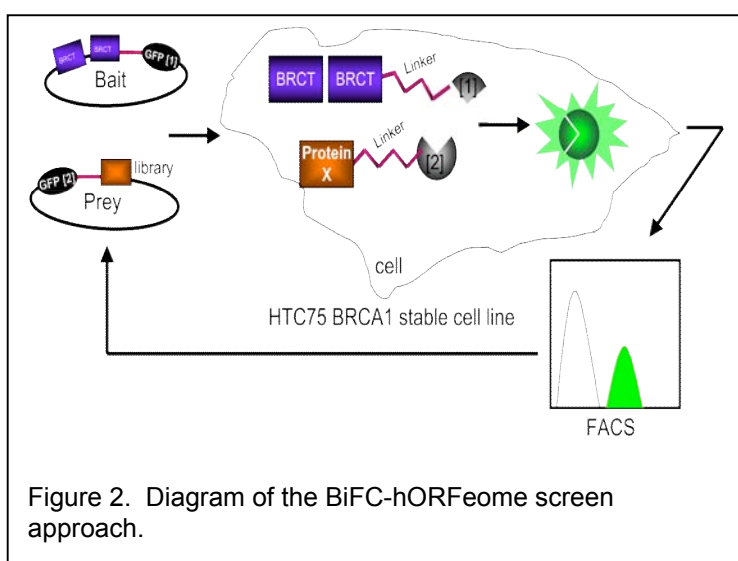 BRCT
BRCT
GFP [1]
Bait
GFP [2]
library
Prey
BRCT BRCT
Linker
[1]
Protein
X
Linker
[2]
cell
HTC75 BRCA1 stable cell line
FACS
Figure 2. Diagram of the BiFC-hORFeome screen
approach.